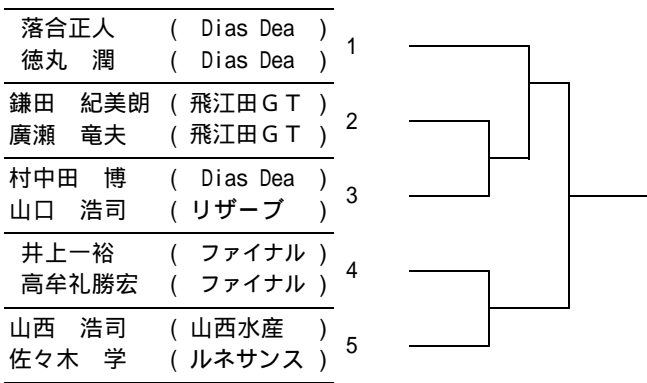 落合正人 ( Dias Dea ) 1
徳丸 潤 ( Dias Dea )
鎌田 紀美朗 ( 飛江田GT ) 2
廣瀬 竜夫 ( 飛江田GT )
村中田 博 ( Dias Dea ) 3
山口 浩司 ( リザーブ )
井上一裕 ( ファイナル ) 4
高牟礼勝宏 ( ファイナル )
山西 浩司 ( 山西水産 ) 5
佐々木 学 ( ルネサンス )